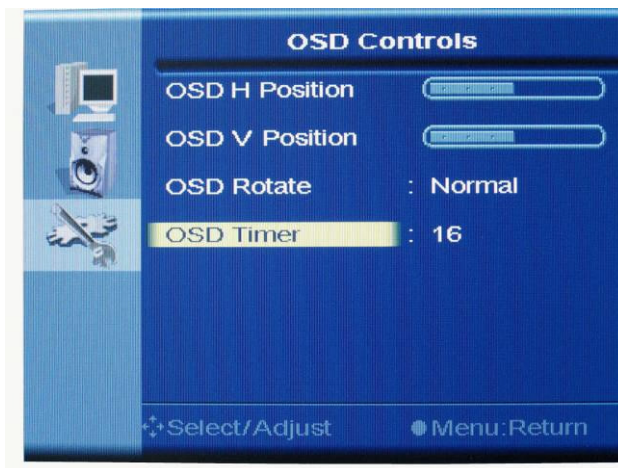 OSD Controls
OSD H Position
OSD V Position
OSD Rotate : Normal
OSD Timer : 16
Select/Adjust Menu:Return